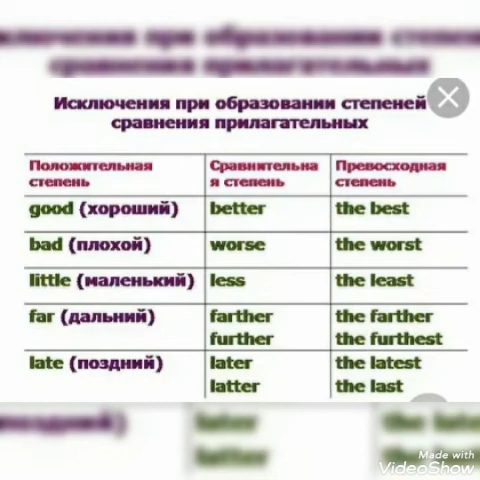 Исключения при образовании степеней
сравнения прилагательных
Положительная степень
Сравнительна я степень
Превосходная степень
good (хороший) better the best
bad (плохой) worse the worst
little (маленький) less the least
far (дальний) farther the farther
further the furthest
late (поздний) later the latest
latter the last
Made with
VideoShow